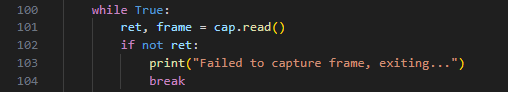 100 while True:
101 ret, frame = cap.read()
102 if not ret:
103 print("Failed to capture frame, exiting...")
104 break